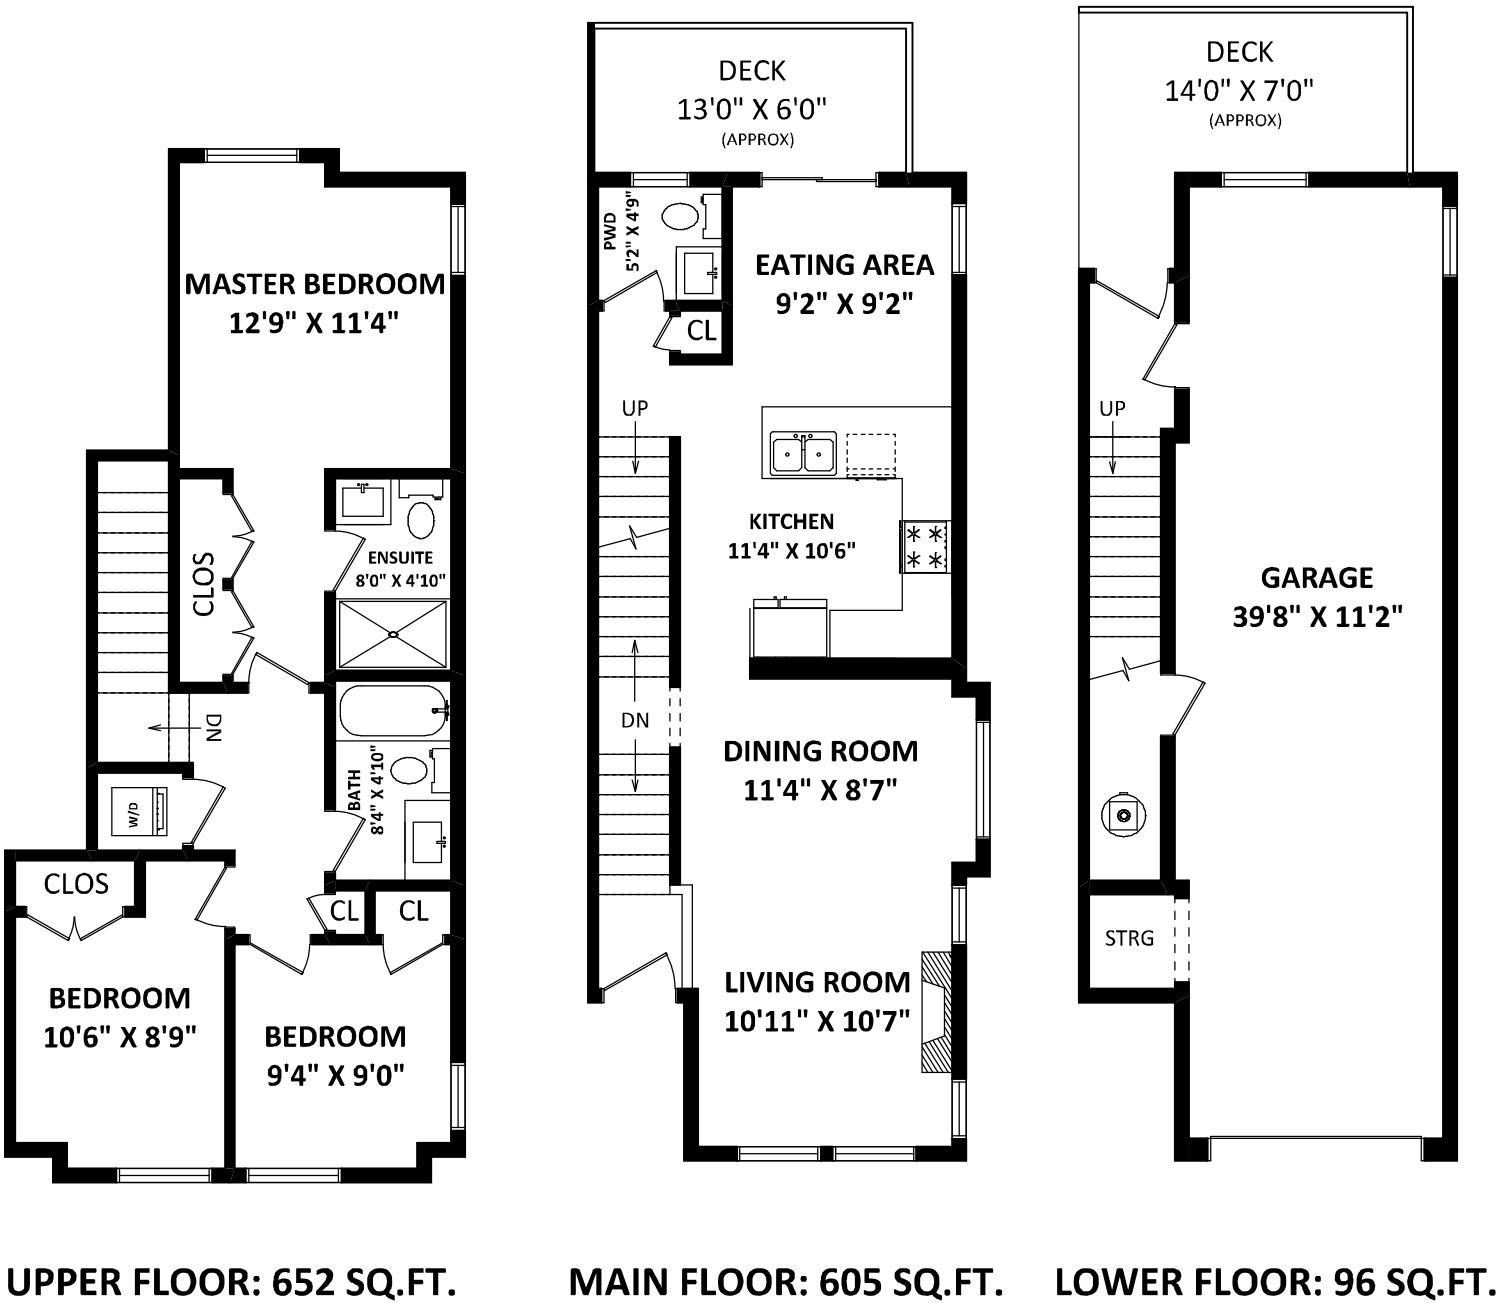 MASTER BEDROOM
12'9" X 11'4"
CLOS
ENSUITE
8'0" X 4'10"
DN
BATH
8'4" X 4'10"
W/D
CLOS
CL
CL
BEDROOM
10'6" X 8'9"
BEDROOM
9'4" X 9'0"
UPPER FLOOR: 652 SQ.FT.
DECK
13'0" X 6'0"
(APPROX)
PWD
5'2" X 4'9"
EATING AREA
9'2" X 9'2"
CL
UP
KITCHEN
11'4" X 10'6"
DN
DINING ROOM
11'4" X 8'7"
LIVING ROOM
10'11" X 10'7"
MAIN FLOOR: 605 SQ.FT.
DECK
14'0" X 7'0"
(APPROX)
UP
GARAGE
39'8" X 11'2"
STRG
LOWER FLOOR: 96 SQ.FT.